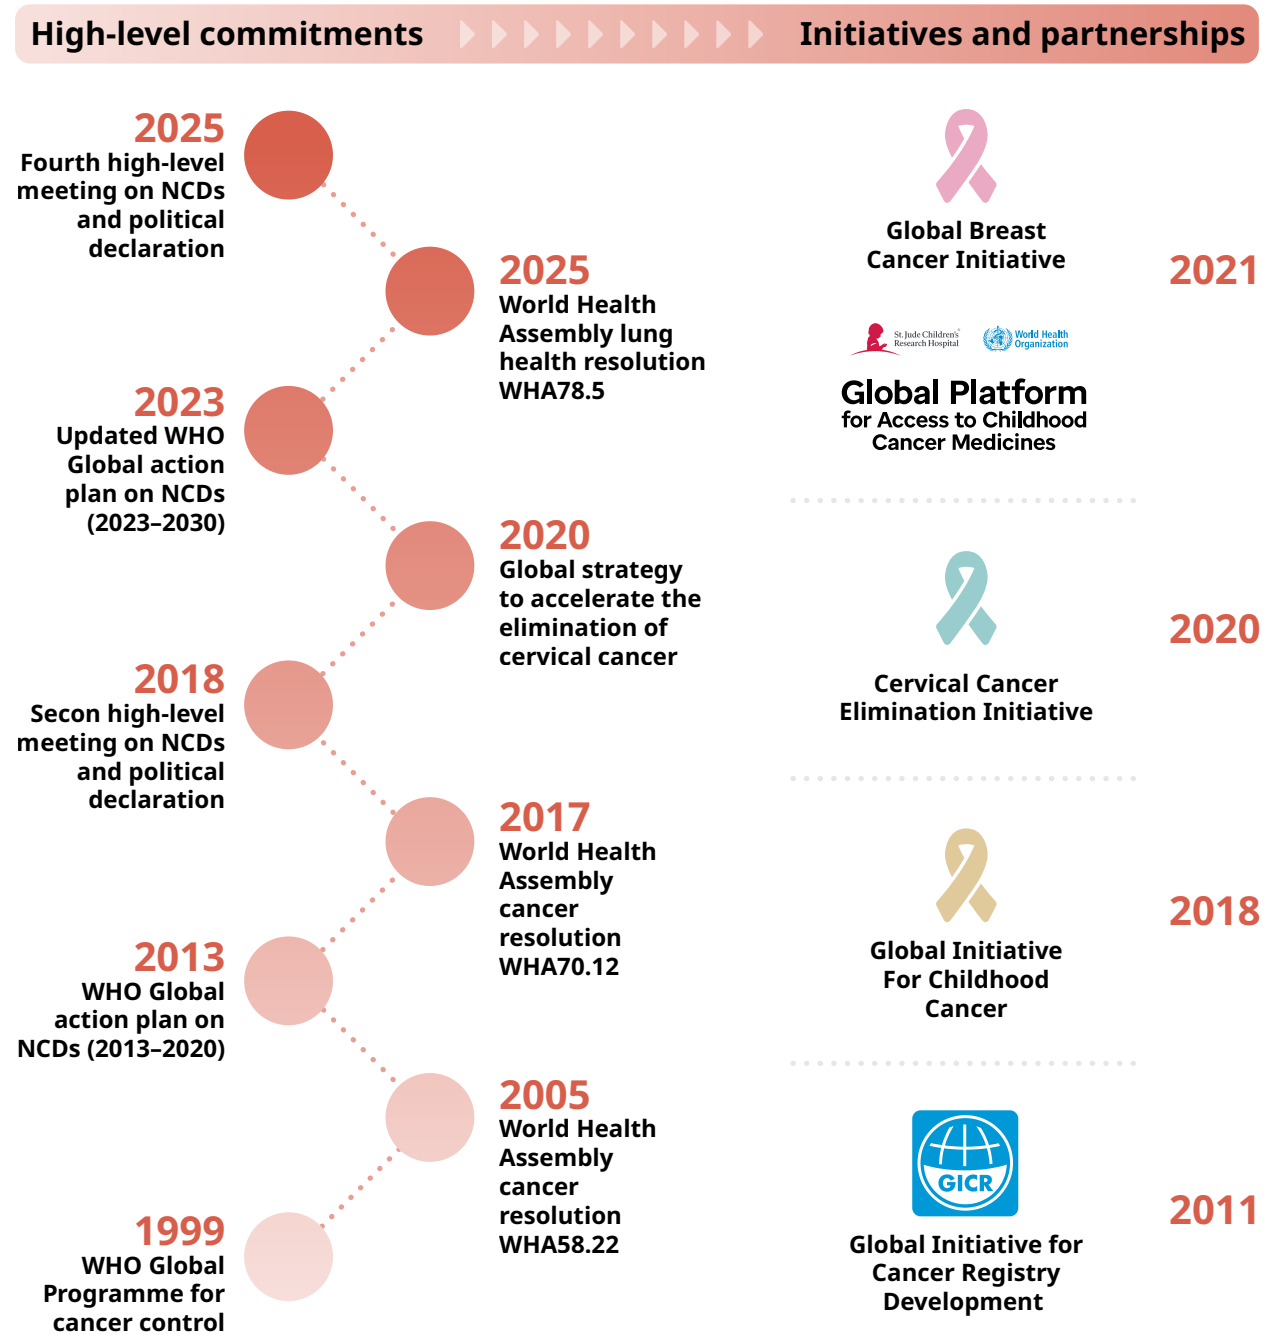 High-level commitments
Initiatives and partnerships
2025
Fourth high-level
meeting on NCDs
and political
declaration
2025
World Health
Assembly lung
health resolution
WHA78.5
2023
Updated WHO
Global action
plan on NCDs
(2023–2030)
2020
Global strategy
to accelerate the
elimination of
cervical cancer
2018
Secon high-level
meeting on NCDs
and political
declaration
2017
World Health
Assembly
cancer
resolution
WHA70.12
2013
WHO Global
action plan on
NCDs (2013–2020)
2005
World Health
Assembly
cancer
resolution
WHA58.22
1999
WHO Global
Programme for
cancer control
Global Breast
Cancer Initiative
2021
St. Jude Children's
Research Hospital
World Health
Organization
Global Platform
for Access to Childhood
Cancer Medicines
Cervical Cancer
Elimination Initiative
2020
Global Initiative
For Childhood
Cancer
2018
GICR
Global Initiative for
Cancer Registry
Development
2011